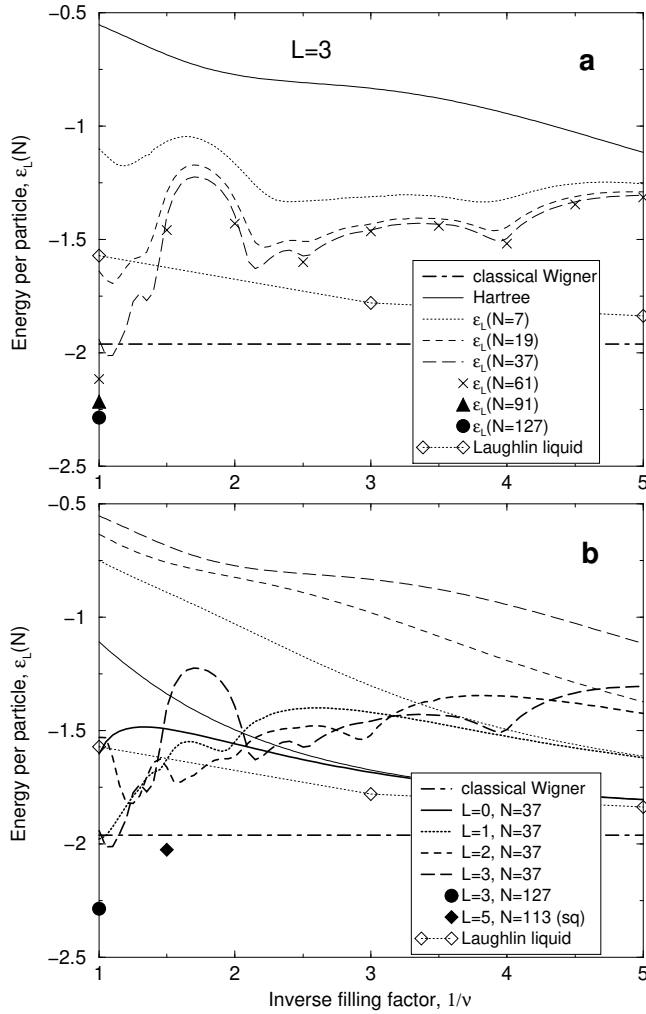 -0.5
L=3
a
-1
-1.5
-2
-2.5
Energy per particle, ε_L(N)
classical Wigner
Hartree
ε_L(N=7)
ε_L(N=19)
ε_L(N=37)
ε_L(N=61)
ε_L(N=91)
ε_L(N=127)
Laughlin liquid
1 2 3 4 5
-0.5
b
-1
-1.5
-2
-2.5
Energy per particle, ε_L(N)
classical Wigner
L=0, N=37
L=1, N=37
L=2, N=37
L=3, N=37
L=3, N=127
L=5, N=113 (sq)
Laughlin liquid
1 2 3 4 5
Inverse filling factor, 1/ν